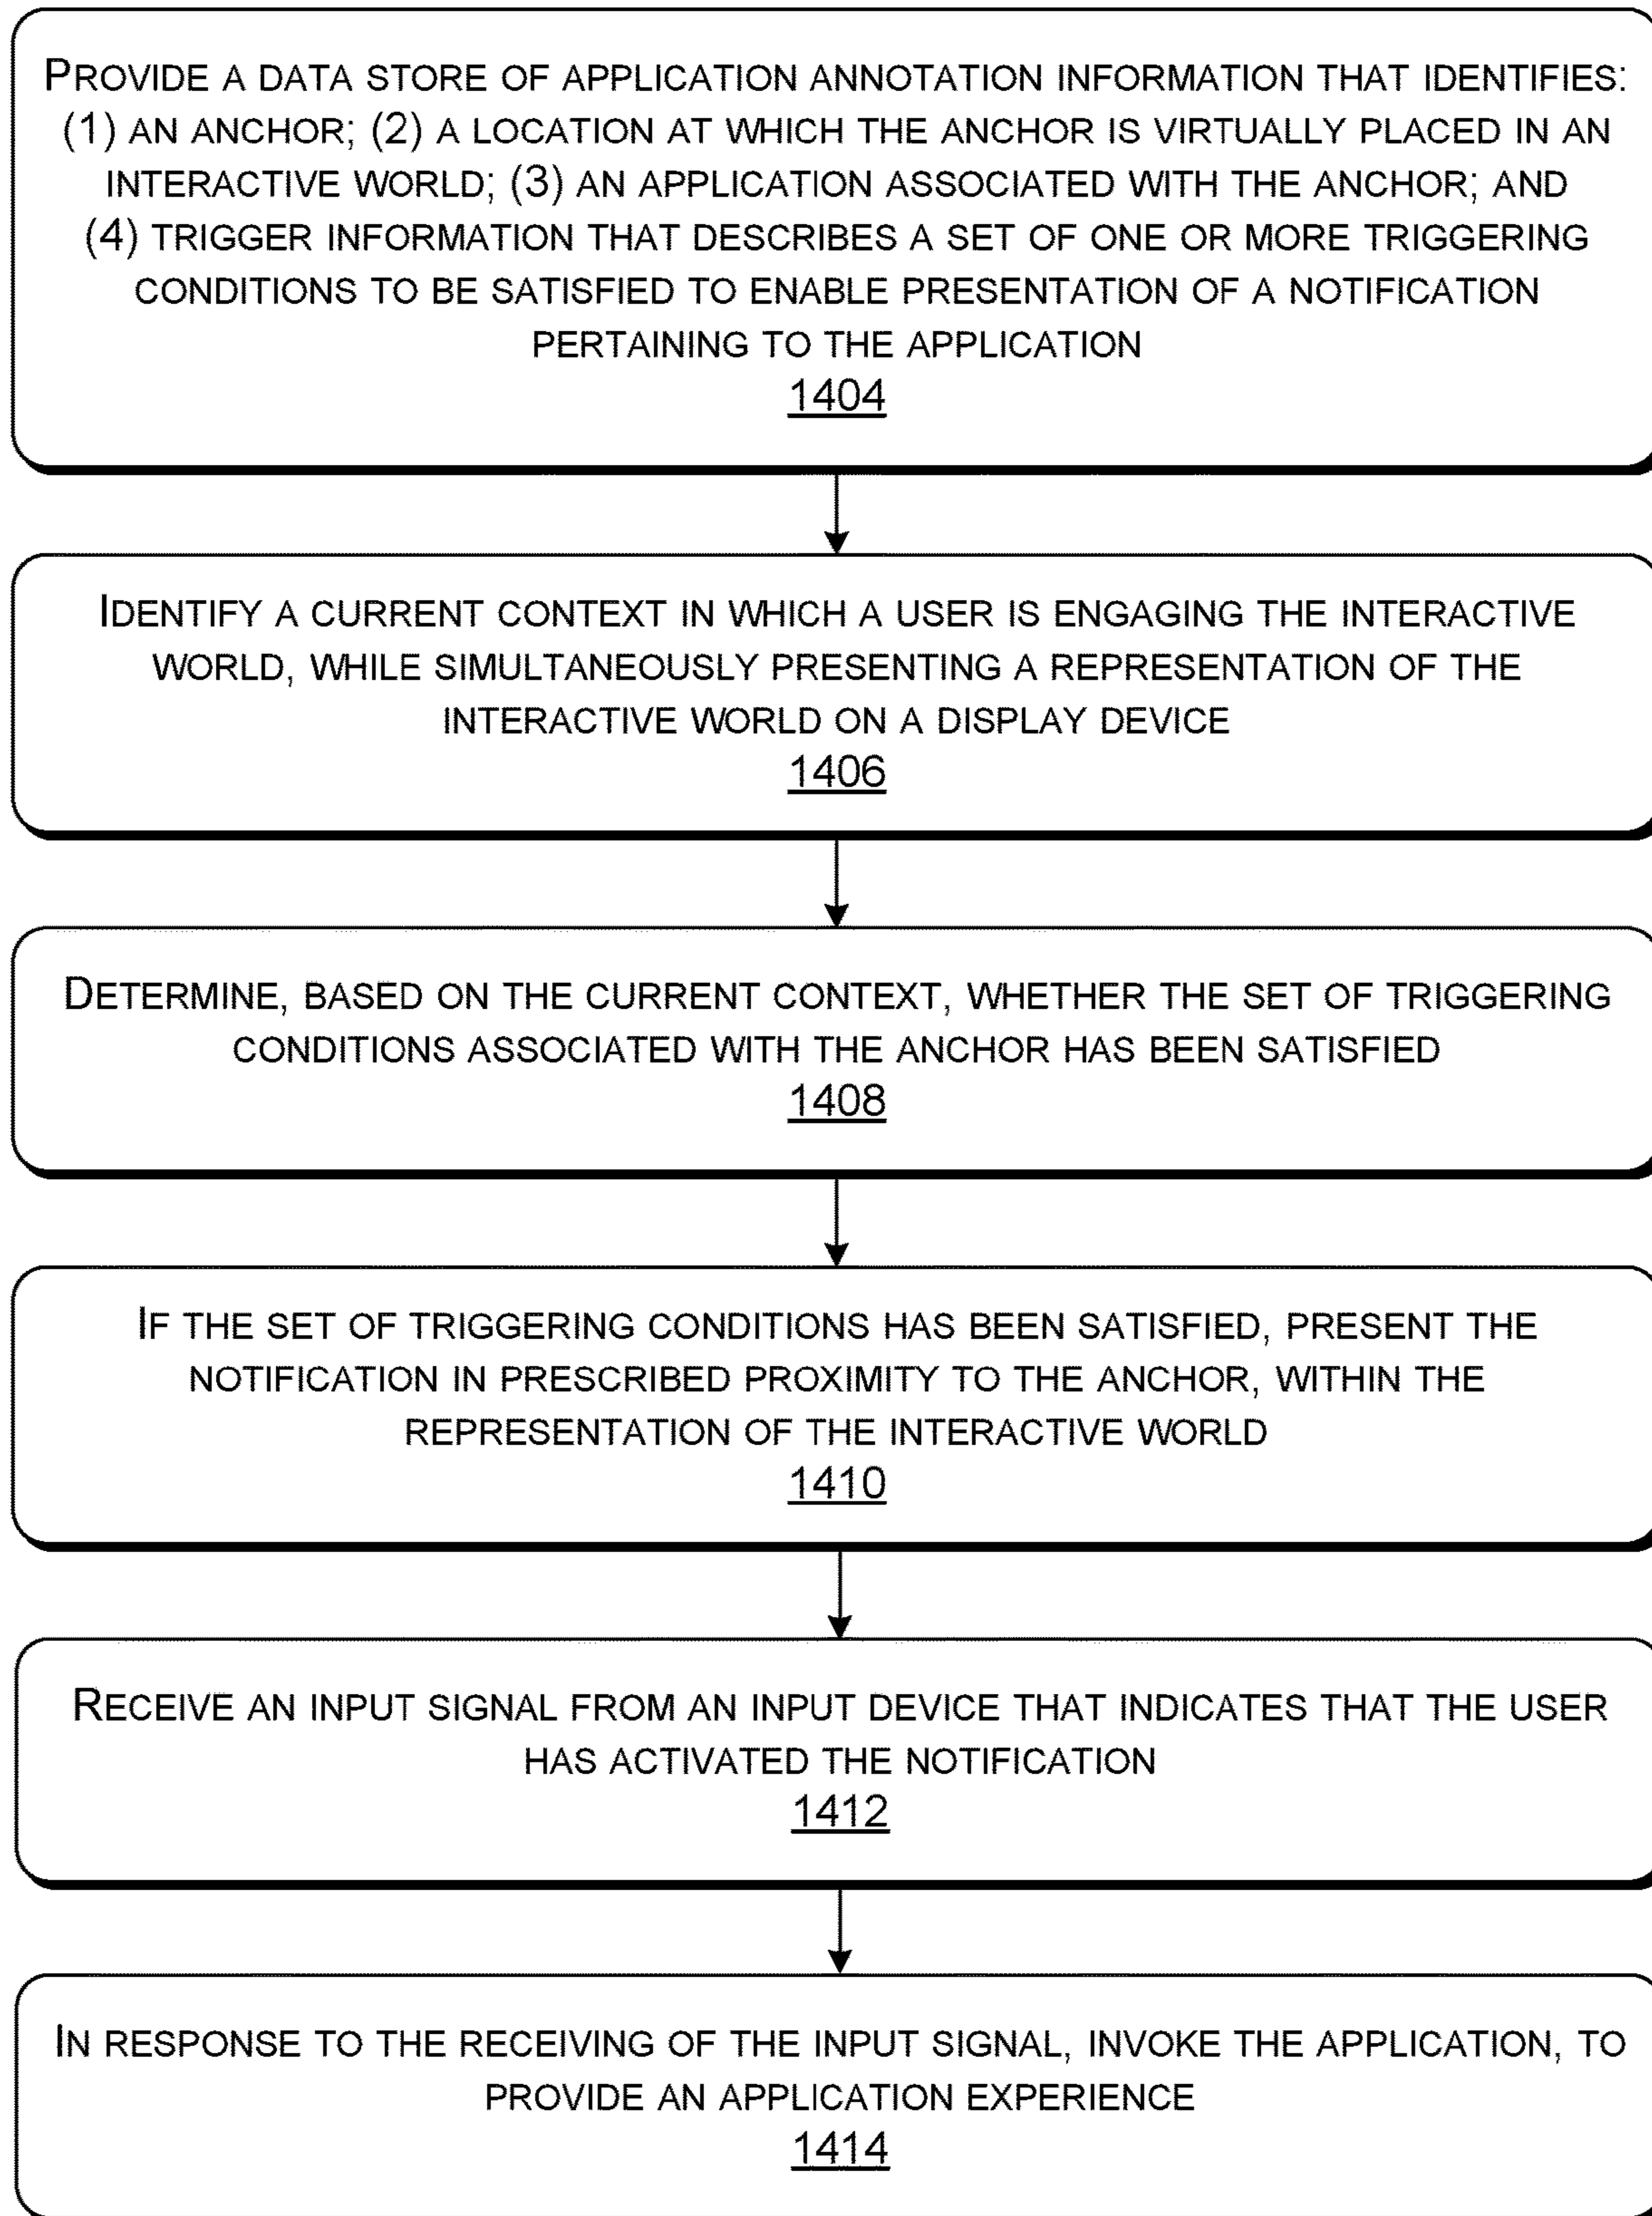 PROVIDE A DATA STORE OF APPLICATION ANNOTATION INFORMATION THAT IDENTIFIES:
(1) AN ANCHOR; (2) A LOCATION AT WHICH THE ANCHOR IS VIRTUALLY PLACED IN AN
INTERACTIVE WORLD; (3) AN APPLICATION ASSOCIATED WITH THE ANCHOR; AND
(4) TRIGGER INFORMATION THAT DESCRIBES A SET OF ONE OR MORE TRIGGERING
CONDITIONS TO BE SATISFIED TO ENABLE PRESENTATION OF A NOTIFICATION
PERTAINING TO THE APPLICATION
1404
IDENTIFY A CURRENT CONTEXT IN WHICH A USER IS ENGAGING THE INTERACTIVE
WORLD, WHILE SIMULTANEOUSLY PRESENTING A REPRESENTATION OF THE
INTERACTIVE WORLD ON A DISPLAY DEVICE
1406
DETERMINE, BASED ON THE CURRENT CONTEXT, WHETHER THE SET OF TRIGGERING
CONDITIONS ASSOCIATED WITH THE ANCHOR HAS BEEN SATISFIED
1408
IF THE SET OF TRIGGERING CONDITIONS HAS BEEN SATISFIED, PRESENT THE
NOTIFICATION IN PRESCRIBED PROXIMITY TO THE ANCHOR, WITHIN THE
REPRESENTATION OF THE INTERACTIVE WORLD
1410
RECEIVE AN INPUT SIGNAL FROM AN INPUT DEVICE THAT INDICATES THAT THE USER
HAS ACTIVATED THE NOTIFICATION
1412
IN RESPONSE TO THE RECEIVING OF THE INPUT SIGNAL, INVOKE THE APPLICATION, TO
PROVIDE AN APPLICATION EXPERIENCE
1414